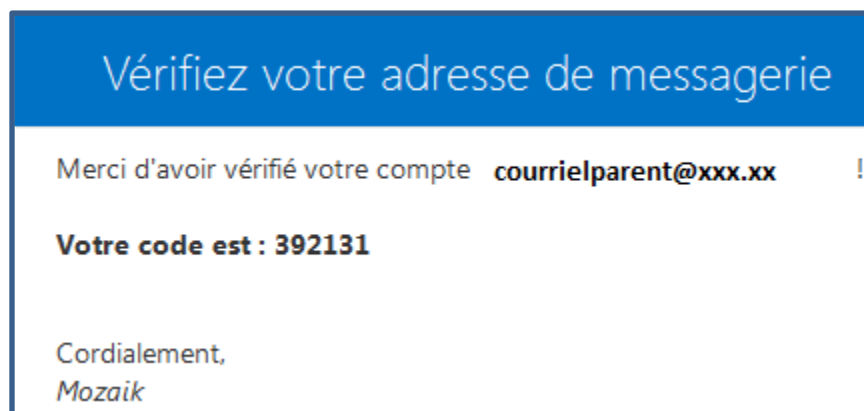 Vérifiez votre adresse de messagerie
Merci d'avoir vérifié votre compte courrielparent@xxx.xx !
Votre code est : 392131
Cordialement,
Mozaik